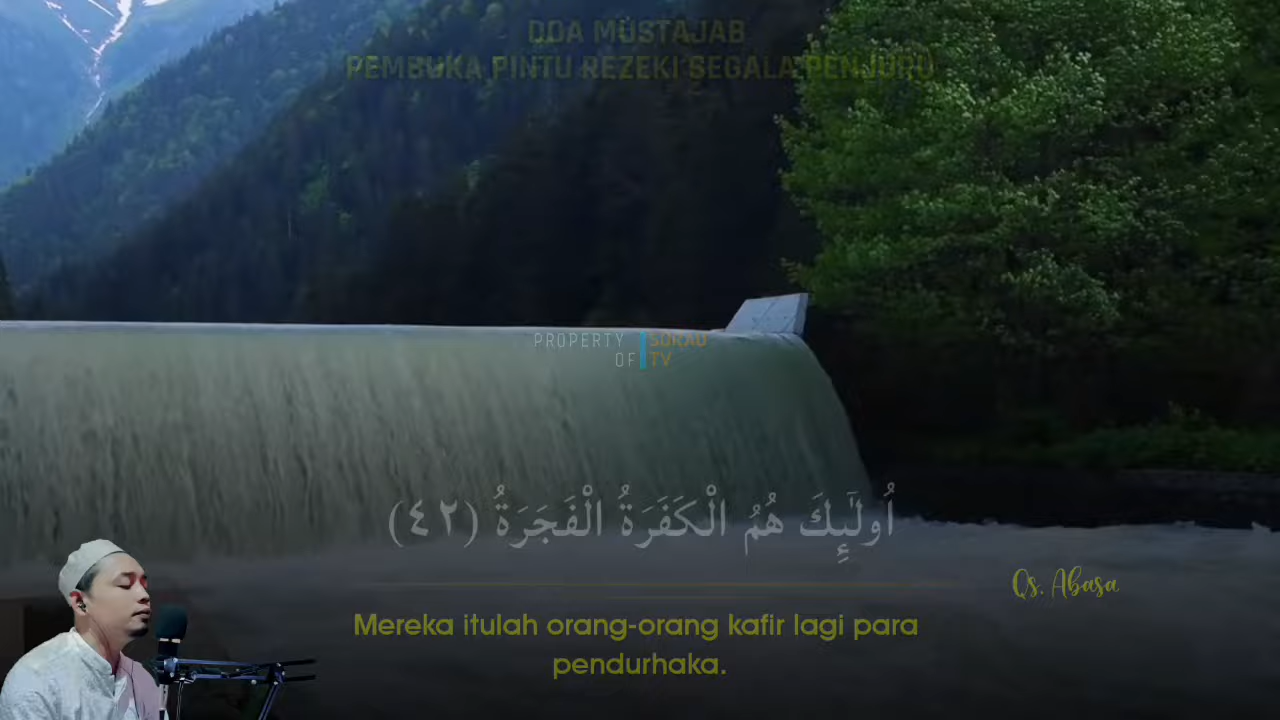 DOA MUSTAJAB
PEMBUKA PINTU REZEKI SEGALA PENJURU
PROPERTY OF
SURAU TV
اُولٰۤىِٕكَ هُمُ الْكَفَرَةُ الْفَجَرَةُ (٤٢)
Qs. Abasa
Mereka itulah orang-orang kafir lagi para
pendurhaka.